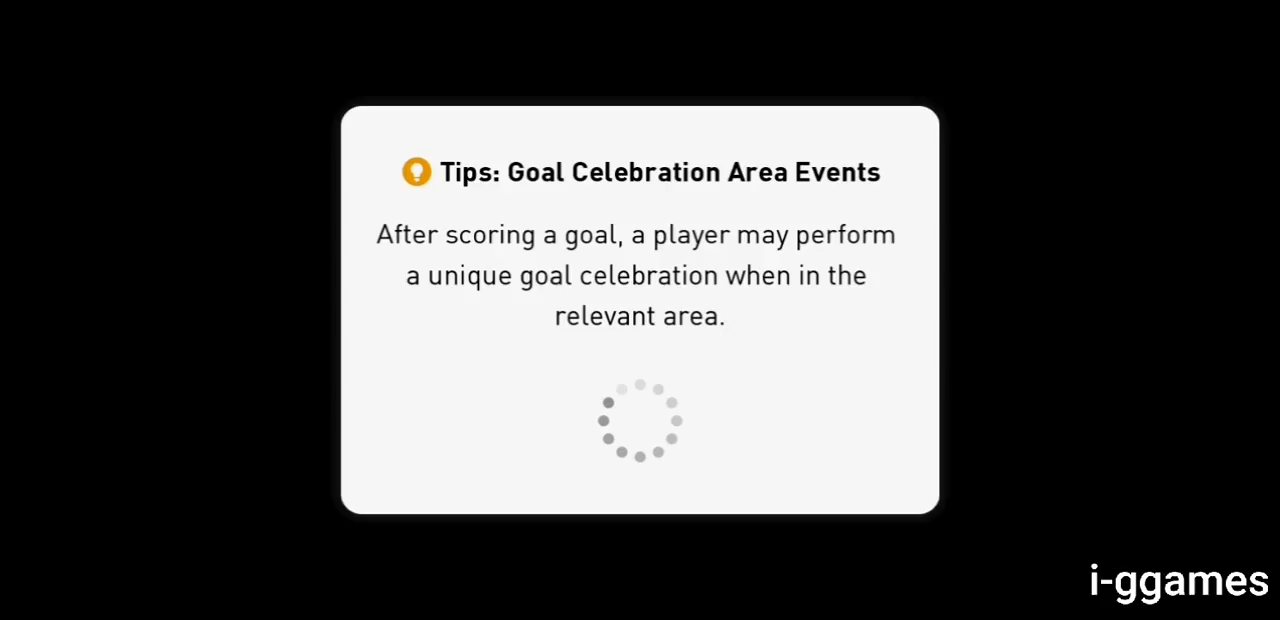 Tips: Goal Celebration Area Events
After scoring a goal, a player may perform
a unique goal celebration when in the
relevant area.
i-ggames